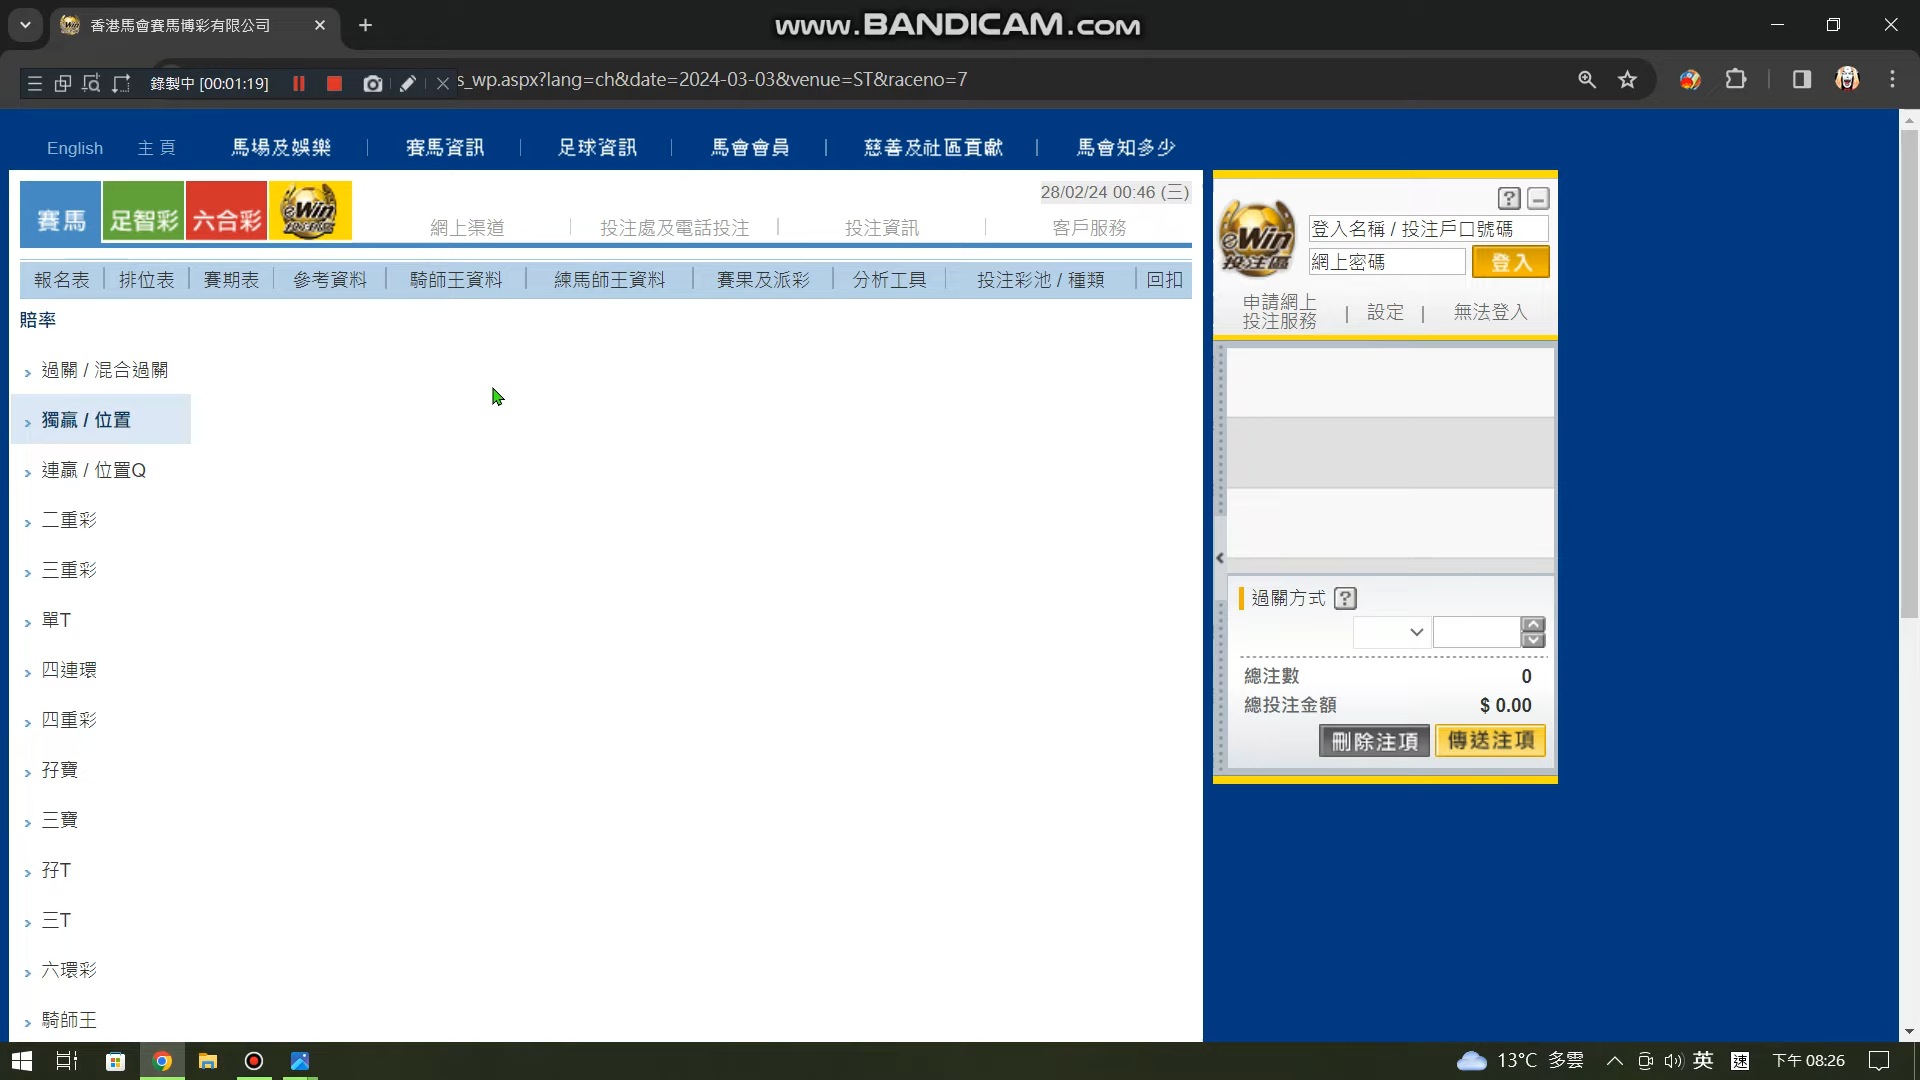 www.BANDICAM.com
香港馬會賽馬博彩有限公司
錄製中 [00:01:19]
s_wp.aspx?lang=ch&date=2024-03-03&venue=ST&raceno=7
English 主頁 馬場及娛樂 | 賽馬資訊 | 足球資訊 | 馬會會員 | 慈善及社區貢獻 | 馬會知多少
28/02/24 00:46 (三)
賽馬 足智彩 六合彩 eWin 投注區
網上渠道 | 投注處及電話投注 | 投注資訊 | 客戶服務
報名表 | 排位表 | 賽期表 | 參考資料 | 騎師王資料 | 練馬師王資料 | 賽果及派彩 | 分析工具 | 投注彩池 / 種類 | 回扣
賠率
過關 / 混合過關
獨贏 / 位置
連贏 / 位置Q
二重彩
三重彩
單T
四連環
四重彩
孖寶
三寶
孖T
三T
六環彩
騎師王
eWin 投注區
登入名稱 / 投注戶口號碼
網上密碼
登入
申請網上
投注服務
| 設定 | 無法登入
過關方式 ?
總注數 0
總投注金額 $ 0.00
刪除注項 傳送注項
13°C 多雲
英
速
下午 08:26